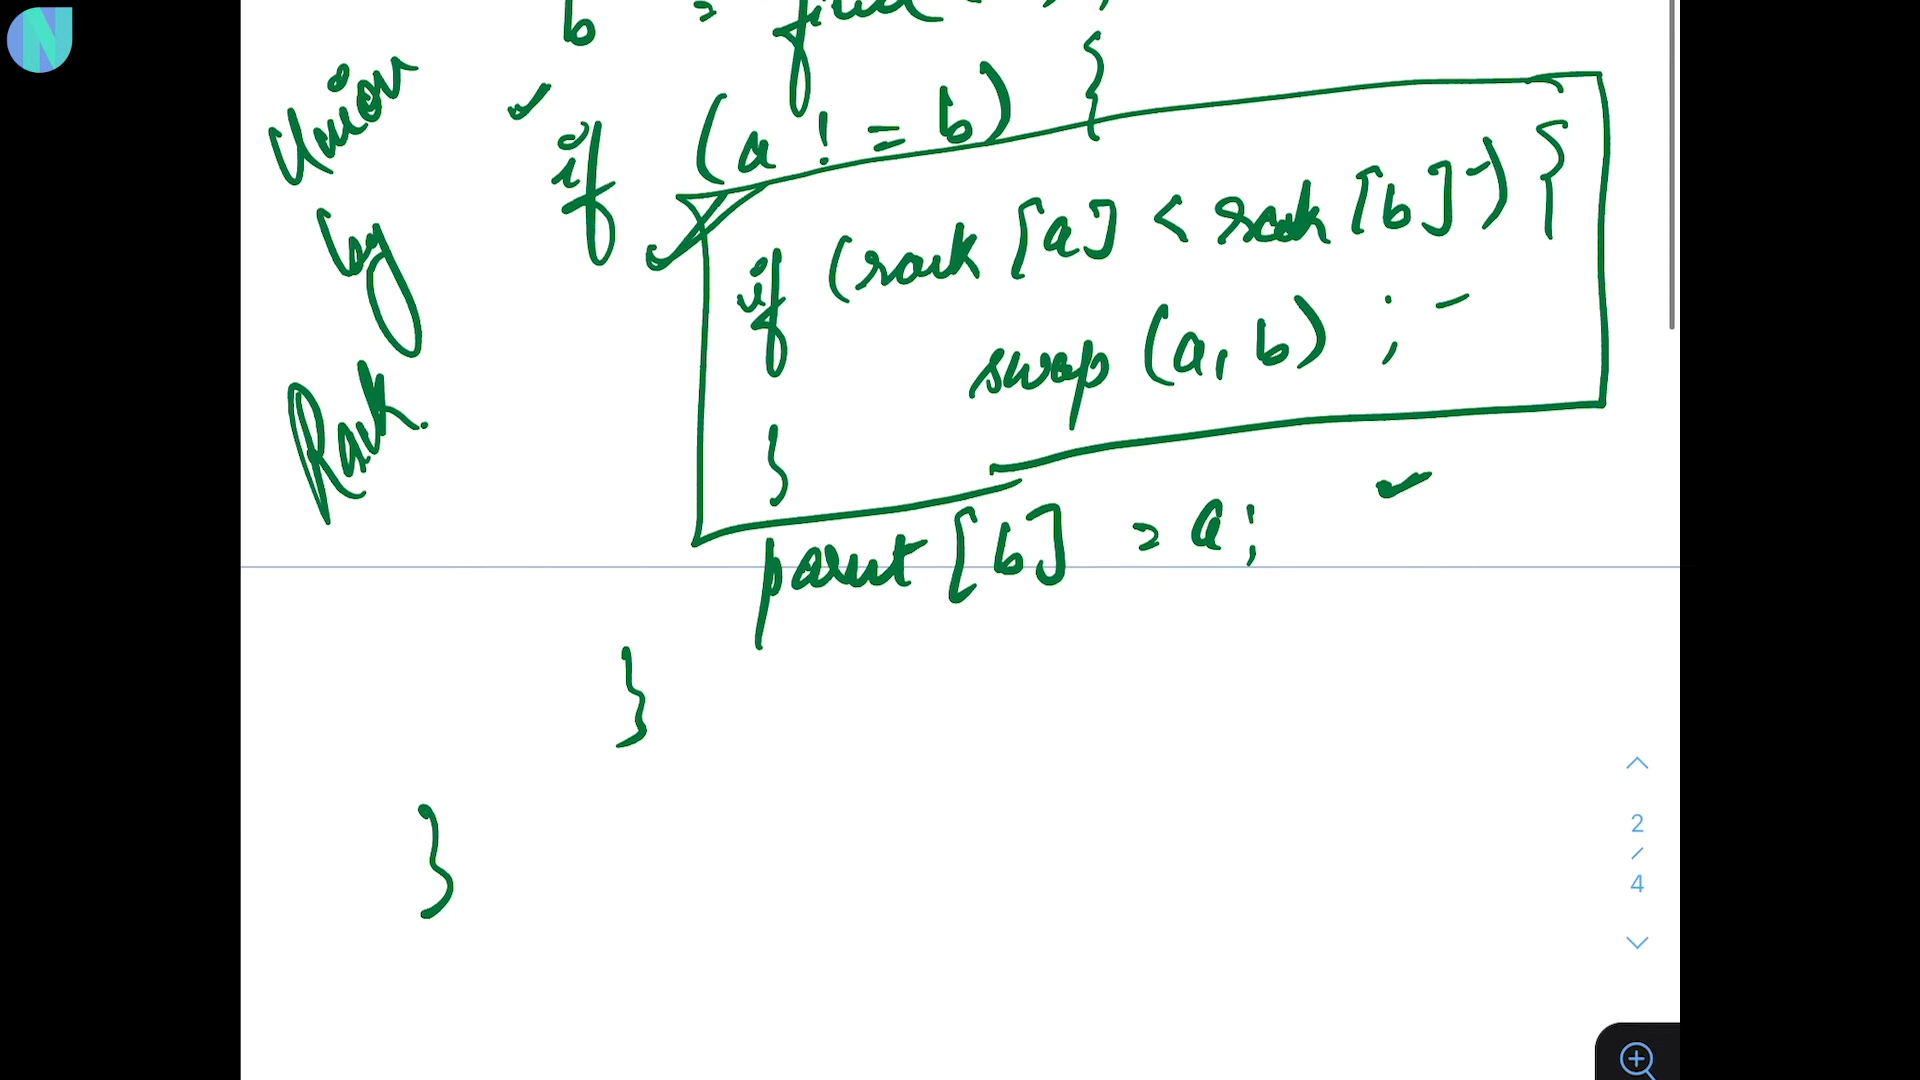 b = find(
if (a != b) {
Union
by
Rank.
if (rank [a] < rank [b]) {
swap (a, b) ;
}
parent [b] = a;
}
}
2
/
4